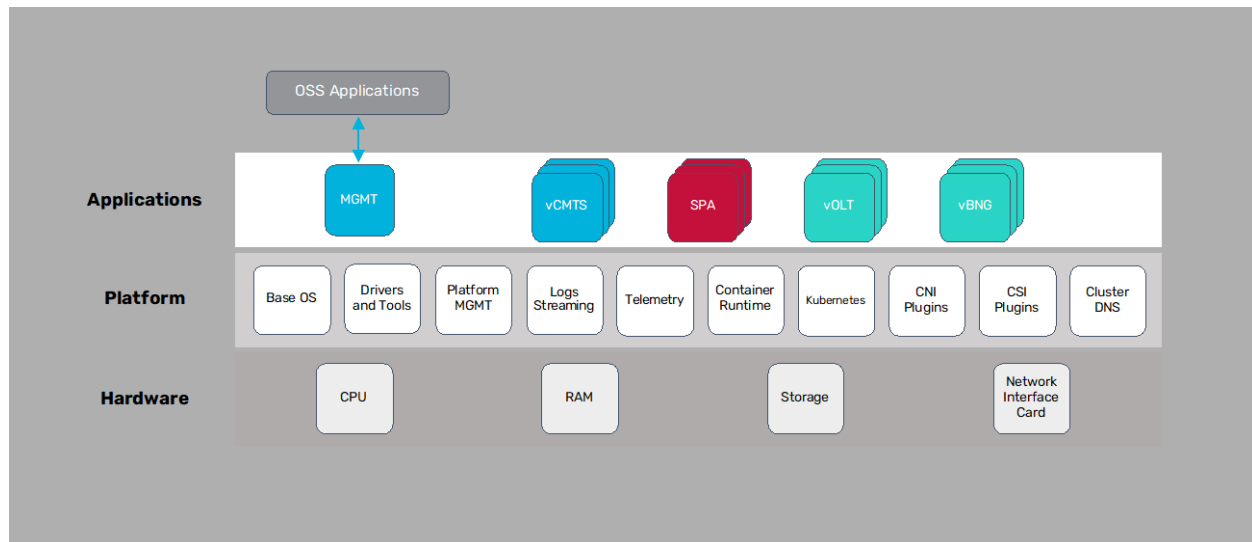 OSS Applications
Applications
MGMT
vCMTS
SPA
vOLT
vBNG
Platform
Base OS
Drivers
and Tools
Platform
MGMT
Logs
Streaming
Telemetry
Container
Runtime
Kubernetes
CNI
Plugins
CSI
Plugins
Cluster
DNS
Hardware
CPU
RAM
Storage
Network
Interface
Card